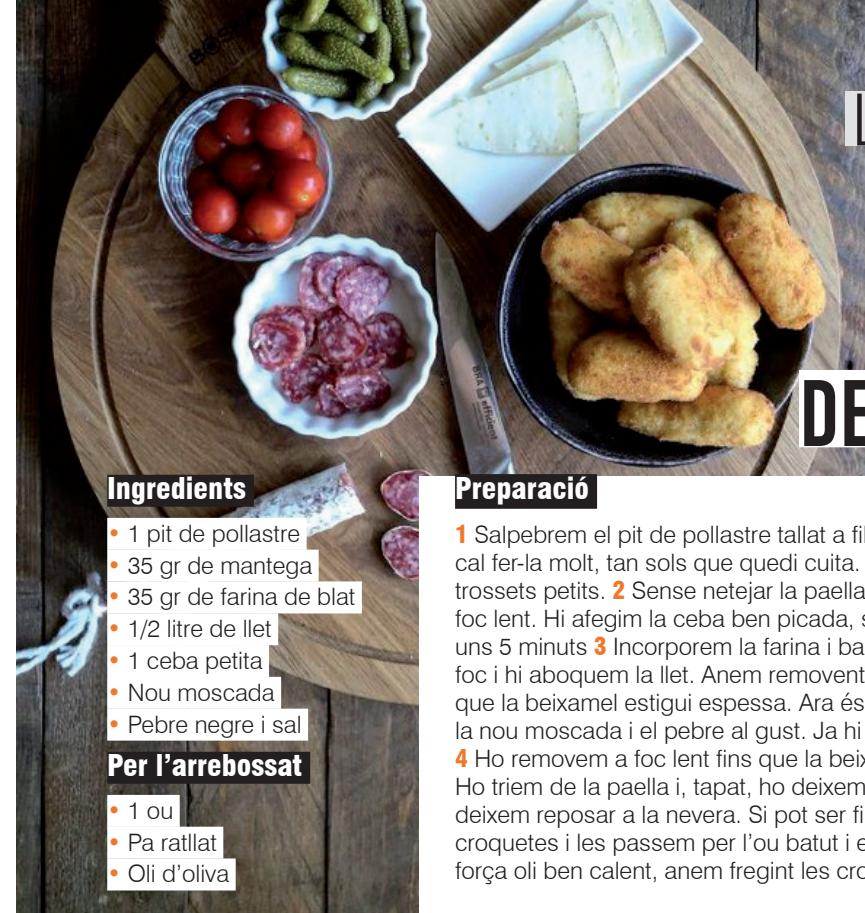 DE
Ingredients
• 1 pit de pollastre
• 35 gr de mantega
• 35 gr de farina de blat
• 1/2 litre de llet
• 1 ceba petita
• Nou moscada
• Pebre negre i sal
Per l’arrebossat
• 1 ou
• Pa ratllat
• Oli d’oliva
Preparació
1 Salpebrem el pit de pollastre tallat a
cal fer-la molt, tan sols que quedi cuita.
trossets petits. 2 Sense netejar la paella
foc lent. Hi afegim la ceba ben picada,
uns 5 minuts 3 Incorporem la farina i
foc i hi aboquem la llet. Anem removent
que la beixamel estigui espessa. Ara és
la nou moscada i el pebre al gust. Ja hi
4 Ho removem a foc lent fins que la
Ho triem de la paella i, tapat, ho deixem
deixem reposar a la nevera. Si pot ser
croquetes i les passem per l’ou batut i
força oli ben calent, anem fregint les
BRA efficient